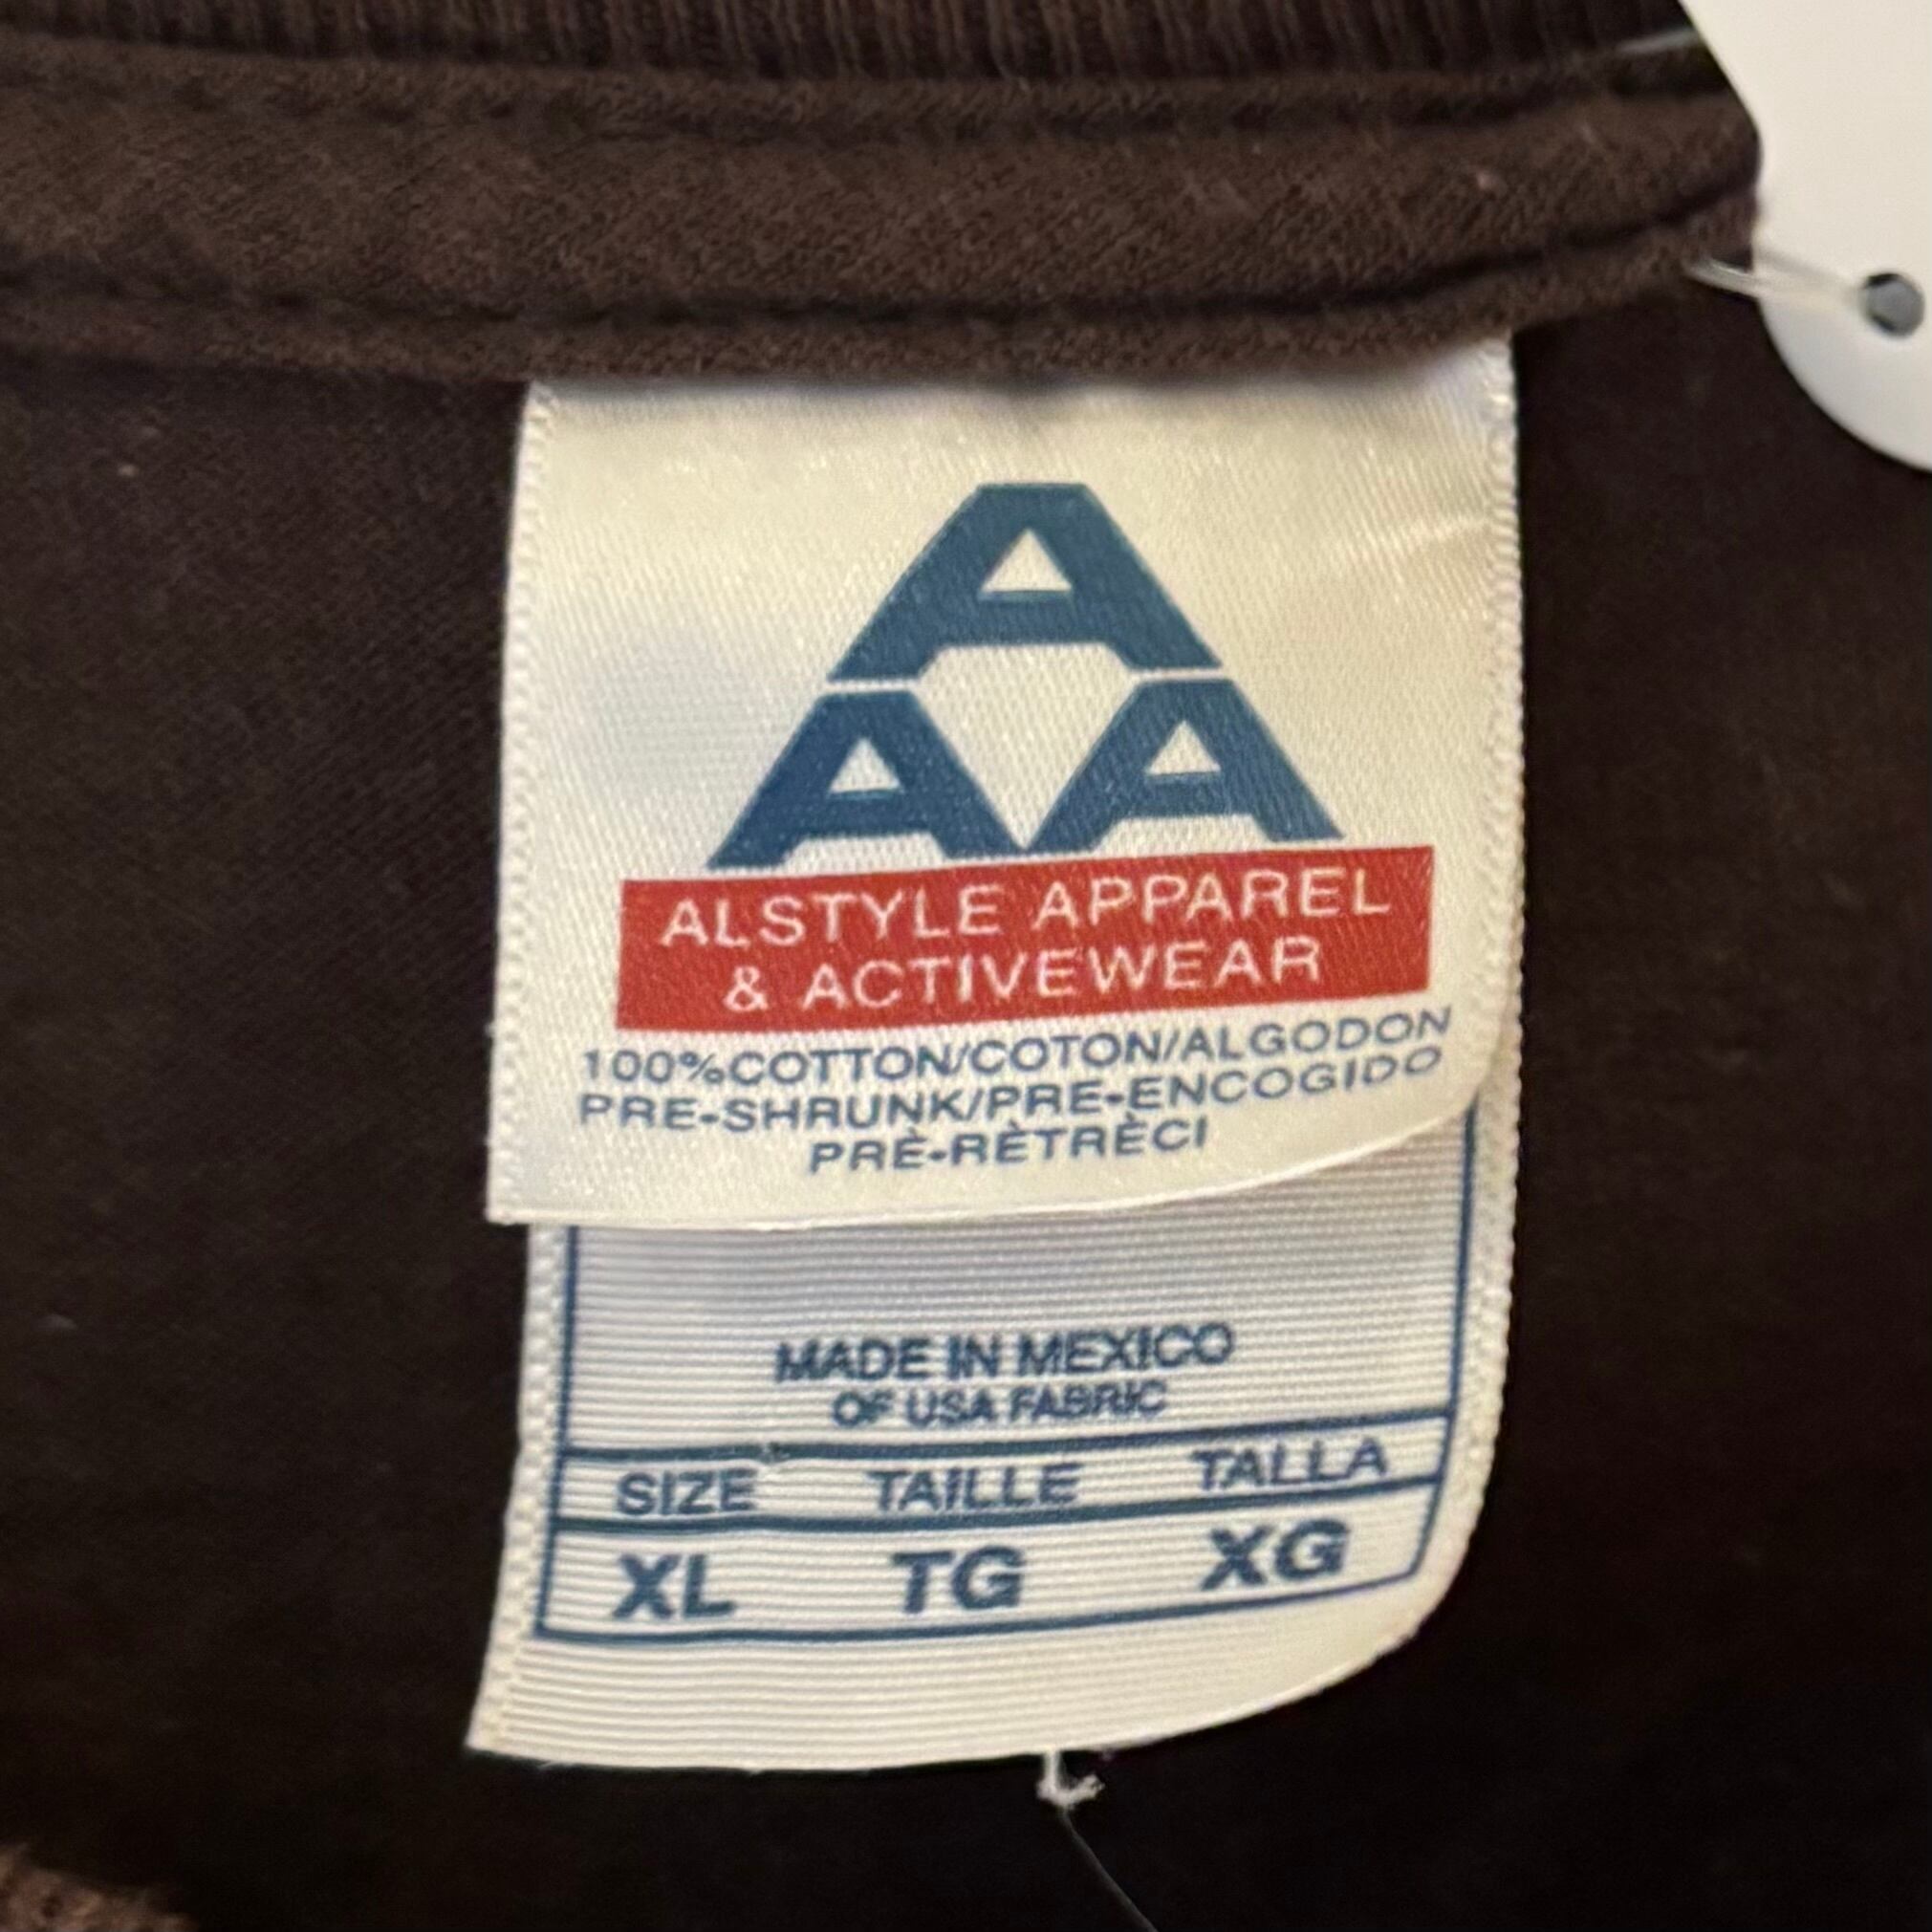 A
AA
ALSTYLE APPAREL
& ACTIVEWEAR
100%COTTON/COTON/ALGODON
PRE-SHRUNK/PRE-ENCOGIDO
PRÈ-RÈTRÈCI
MADE IN MEXICO
OF USA FABRIC
SIZE TAILLE TALLA
XL TG XG